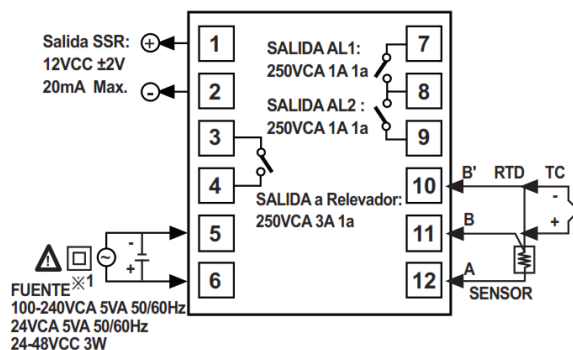 Salida SSR:
12VCC ±2V
20mA Max.
+
-
1
2
3
4
5
6
SALIDA AL1:
250VCA 1A 1a
SALIDA AL2 :
250VCA 1A 1a
SALIDA a Relevador:
250VCA 3A 1a
7
8
9
10
11
12
B' RTD TC
B
A
-
+
SENSOR
-
+
FUENTE※1
100-240VCA 5VA 50/60Hz
24VCA 5VA 50/60Hz
24-48VCC 3W